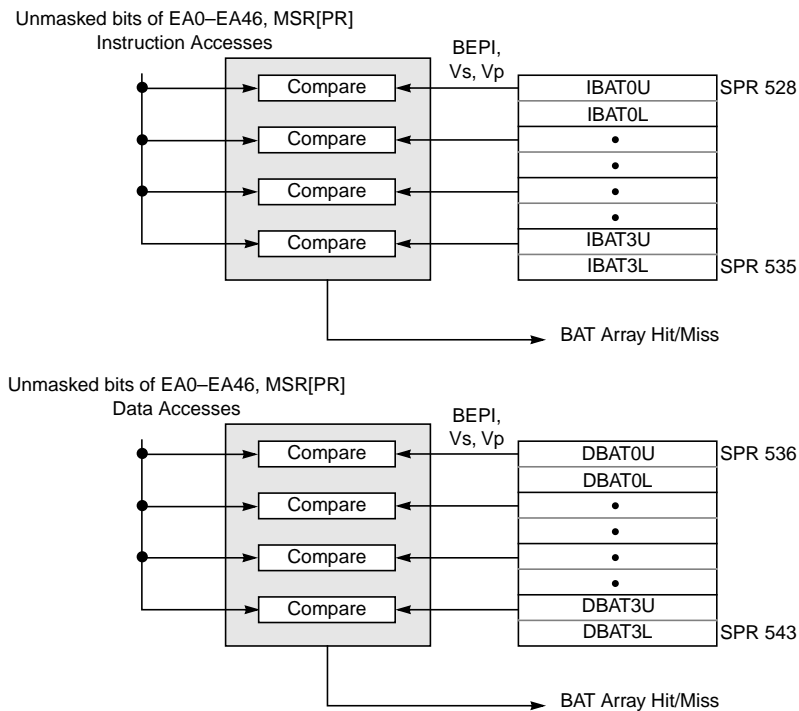 Unmasked bits of EA0–EA46, MSR[PR]
Instruction Accesses
BEPI,
Vs, Vp
Compare
IBAT0U
SPR 528
IBAT0L
Compare
•
•
Compare
•
•
Compare
IBAT3U
IBAT3L
SPR 535
BAT Array Hit/Miss
Unmasked bits of EA0–EA46, MSR[PR]
Data Accesses
BEPI,
Vs, Vp
Compare
DBAT0U
SPR 536
DBAT0L
Compare
•
•
Compare
•
•
Compare
DBAT3U
DBAT3L
SPR 543
BAT Array Hit/Miss